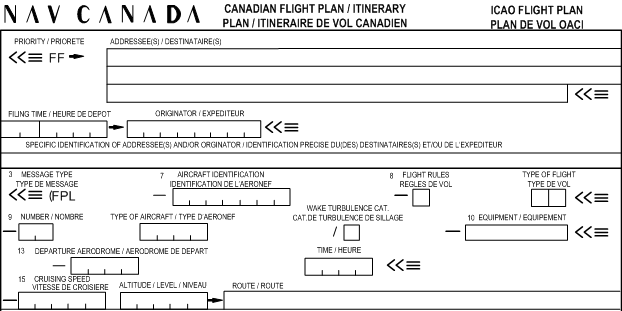 NAV CANADA
CANADIAN FLIGHT PLAN / ITINERARY
PLAN / ITINERAIRE DE VOL CANADIEN
ICAO FLIGHT PLAN
PLAN DE VOL OACI
PRIORITY / PRIORETE
ADDRESSEE(S) / DESTINATAIRE(S)
<<≡ FF →
<<≡
FILING TIME / HEURE DE DEPOT
ORIGINATOR / EXPEDITEUR
→ <<≡
SPECIFIC IDENTIFICATION OF ADDRESSEE(S) AND/OR ORGINATOR / IDENTIFICATION PRECISE DU(DES) DESTINATAIRES(S) ET/OU DE L'EXPEDITEUR
3 MESSAGE TYPE
TYPE DE MESSAGE
<<≡ (FPL
7 AIRCRAFT IDENTIFICATION
IDENTIFICATION DE L'AERONEF
8 FLIGHT RULES
REGLES DE VOL
TYPE OF FLIGHT
TYPE DE VOL
<<≡
9 NUMBER / NOMBRE
TYPE OF AIRCRAFT / TYPE D'AERONEF
WAKE TURBULENCE CAT.
CAT.DE TURBULENCE DE SILLAGE
/
10 EQUIPMENT / EQUIPEMENT
<<≡
13 DEPARTURE AERODROME / AERODROME DE DEPART
TIME / HEURE
<<≡
15 CRUISING SPEED
VITESSE DE CROISIERE
ALTITUDE / LEVEL / NIVEAU
→
ROUTE / ROUTE